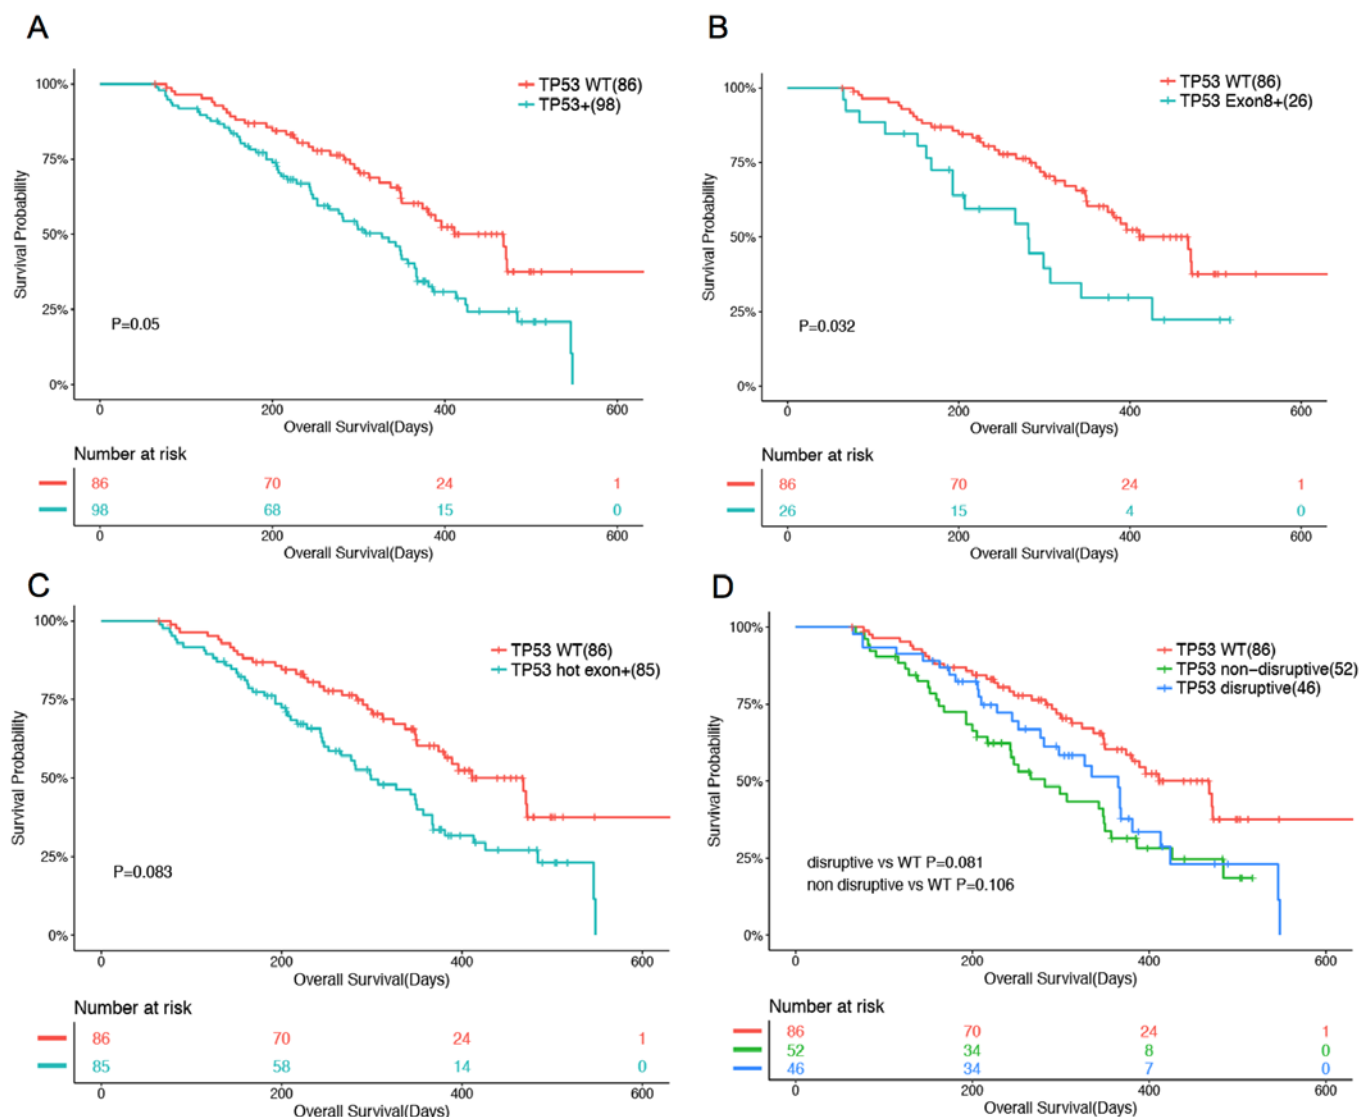 A
100%
75%
50%
25%
0%
Survival Probability
TP53 WT(86)
TP53+(98)
P=0.05
0 200 400 600
Overall Survival(Days)
Number at risk
86 70 24 1
98 68 15 0
0 200 400 600
Overall Survival(Days)
B
100%
75%
50%
25%
0%
Survival Probability
TP53 WT(86)
TP53 Exon8+(26)
P=0.032
0 200 400 600
Overall Survival(Days)
Number at risk
86 70 24 1
26 15 4 0
0 200 400 600
Overall Survival(Days)
C
100%
75%
50%
25%
0%
Survival Probability
TP53 WT(86)
TP53 hot exon+(85)
P=0.083
0 200 400 600
Overall Survival(Days)
Number at risk
86 70 24 1
85 58 14 0
0 200 400 600
Overall Survival(Days)
D
100%
75%
50%
25%
0%
Survival Probability
TP53 WT(86)
TP53 non-disruptive(52)
TP53 disruptive(46)
disruptive vs WT P=0.081
non disruptive vs WT P=0.106
0 200 400 600
Overall Survival(Days)
Number at risk
86 70 24 1
52 34 8 0
46 34 7 0
0 200 400 600
Overall Survival(Days)